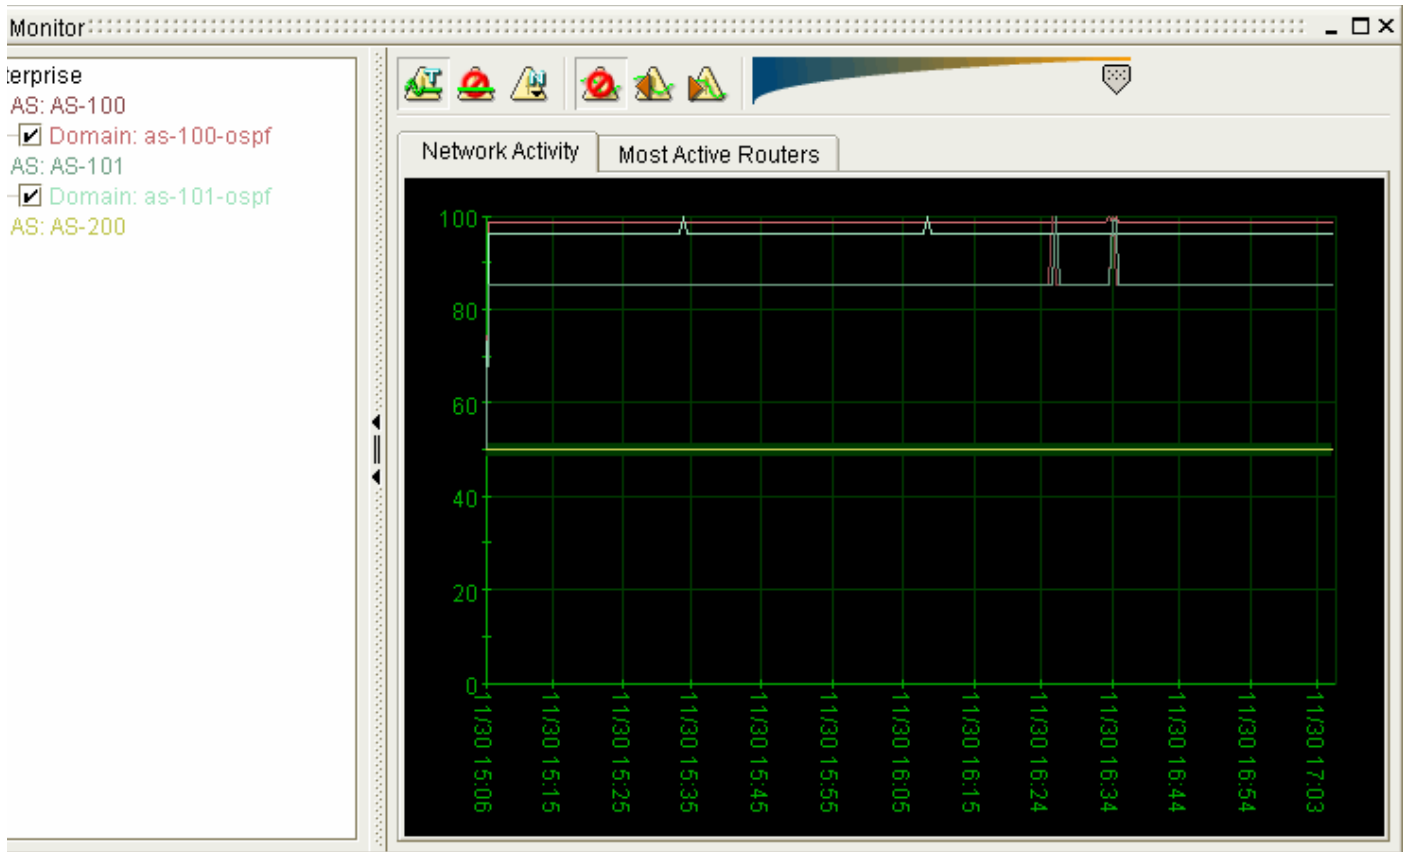 Monitor
terprise
AS: AS-100
Domain: as-100-ospf
AS: AS-101
Domain: as-101-ospf
AS: AS-200
T
N
Network Activity
Most Active Routers
100
80
60
40
20
0
11/30 15:06
11/30 15:15
11/30 15:25
11/30 15:35
11/30 15:45
11/30 15:55
11/30 16:05
11/30 16:15
11/30 16:24
11/30 16:34
11/30 16:44
11/30 16:54
11/30 17:03